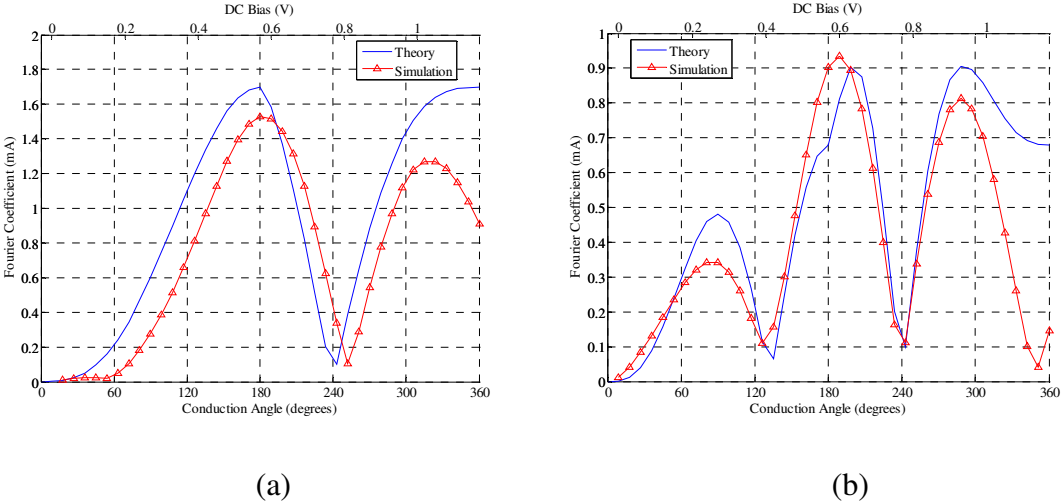 DC Bias (V)
0 0.2 0.4 0.6 0.8 1
2
1.8
1.6
1.4
1.2
1
0.8
0.6
0.4
0.2
0
Fourier Coefficient (mA)
Theory
Simulation
0 60 120 180 240 300 360
Conduction Angle (degrees)
(a)
DC Bias (V)
0 0.2 0.4 0.6 0.8 1
1
0.9
0.8
0.7
0.6
0.5
0.4
0.3
0.2
0.1
0
Fourier Coefficient (mA)
Theory
Simulation
0 60 120 180 240 300 360
Conduction Angle (degrees)
(b)